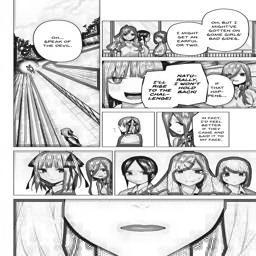 OH, BUT I
MIGHT'VE
GOTTEN ON
SOME GIRLS'
BAD SIDES.
I MIGHT
GET AN
EARFUL
OR TWO.
OH...
SPEAK OF
THE DEVIL.
IF
THAT
HAP-
PENS...
NATU-
RALLY,
I WON'T
HOLD
BACK!
I'LL
RISE TO
THE CHAL-
LENGE!
IN FACT,
I'D FEEL
BETTER
IF THEY
CAME AND
SAID IT TO
MY FACE.